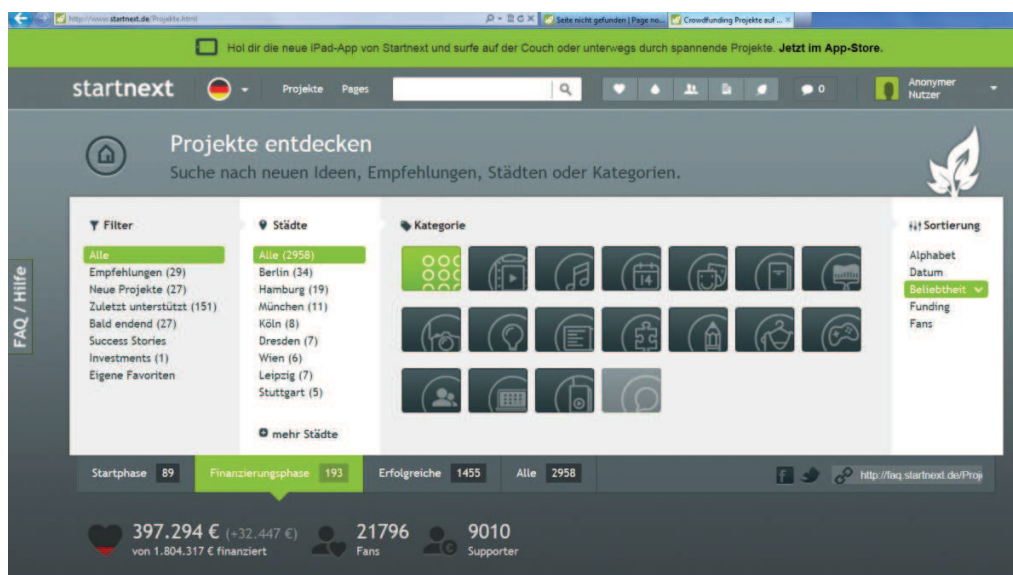 http://www.startnext.de/Projekte.html
Seite nicht gefunden | Page no...
Crowdfunding Projekte auf ...
Hol dir die neue iPad-App von Startnext und surfe auf der Couch oder unterwegs durch spannende Projekte. Jetzt im App-Store.
startnext
Projekte Pages
0
Anonymer
Nutzer
Projekte entdecken
Suche nach neuen Ideen, Empfehlungen, Städten oder Kategorien.
FAQ / Hilfe
Filter
Alle
Empfehlungen (29)
Neue Projekte (27)
Zuletzt unterstützt (151)
Bald endend (27)
Success Stories
Investments (1)
Eigene Favoriten
Städte
Alle (2958)
Berlin (34)
Hamburg (19)
München (11)
Köln (8)
Dresden (7)
Wien (6)
Leipzig (7)
Stuttgart (5)
mehr Städte
Kategorie
14
Sortierung
Alphabet
Datum
Beliebtheit
Funding
Fans
Startphase 89
Finanzierungsphase 193
Erfolgreiche 1455
Alle 2958
http://faq.startnext.de/Proj
397.294 € (+32.447 €)
von 1.804.317 € finanziert
21796
Fans
9010
Supporter